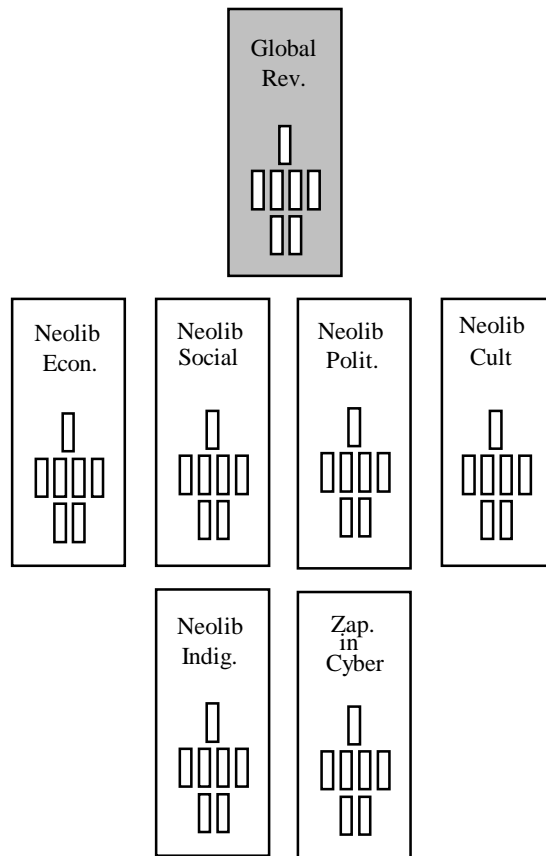 Global
Rev.
Neolib
Econ.
Neolib
Social
Neolib
Polit.
Neolib
Cult
Neolib
Indig.
Zap.
in
Cyber